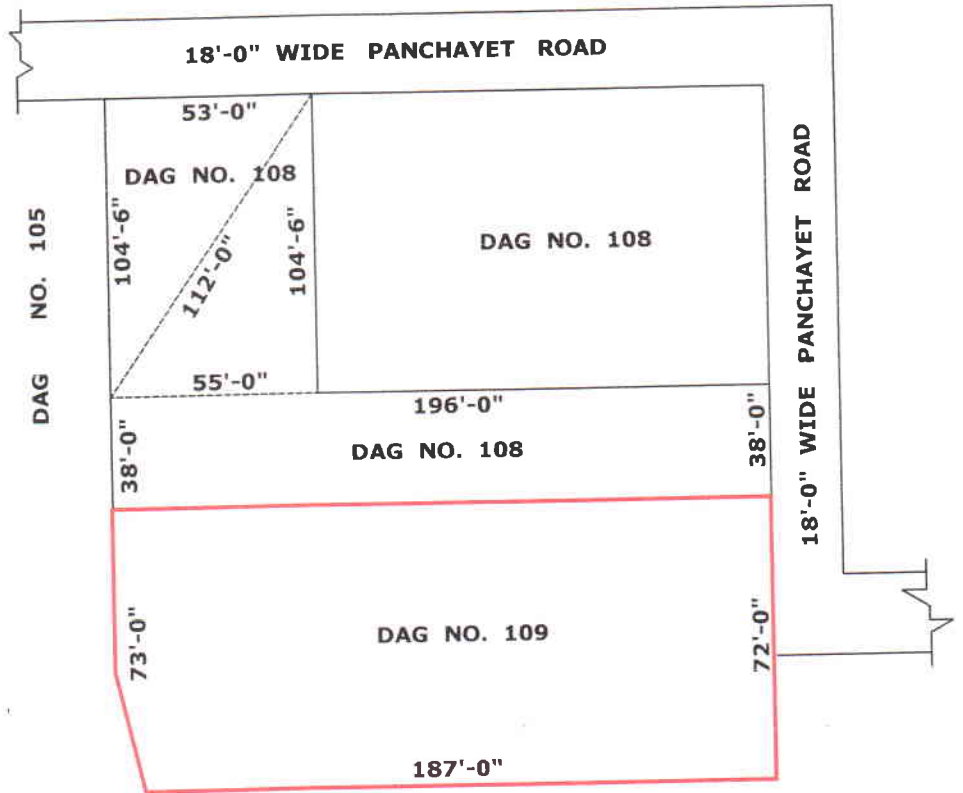 18'-0" WIDE PANCHAYET ROAD
53'-0"
DAG NO. 108
104'-6"
112'-0"
104'-6"
55'-0"
DAG NO. 105
DAG NO. 108
18'-0" WIDE PANCHAYET ROAD
196'-0"
38'-0"
DAG NO. 108
38'-0"
73'-0"
DAG NO. 109
72'-0"
187'-0"